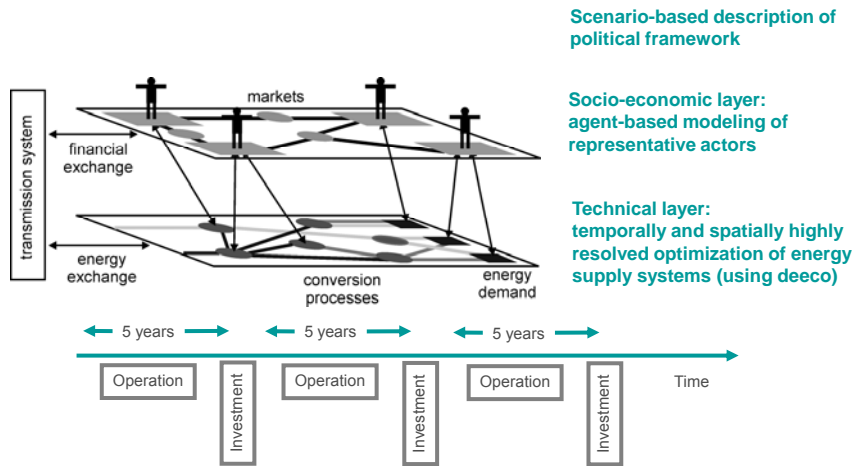 Scenario-based description of
political framework
markets
Socio-economic layer:
agent-based modeling of
representative actors
transmission system
financial
exchange
Technical layer:
temporally and spatially highly
resolved optimization of energy
supply systems (using deeco)
energy
exchange
conversion
processes
energy
demand
5 years
5 years
5 years
Operation
Investment
Operation
Investment
Operation
Investment
Time